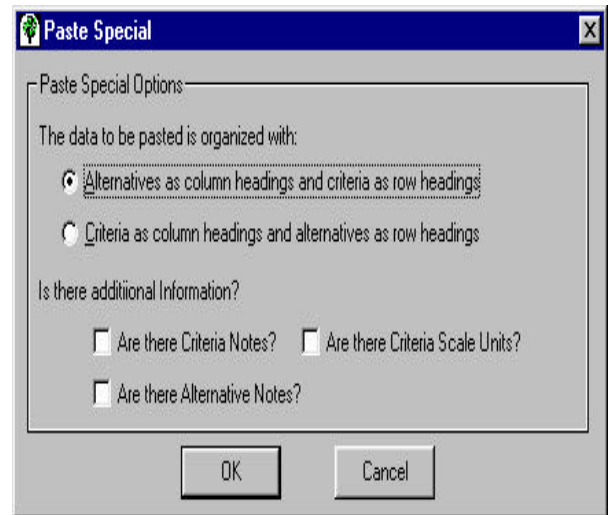 Paste Special
Paste Special Options
The data to be pasted is organized with:
Alternatives as column headings and criteria as row headings
Criteria as column headings and alternatives as row headings
Is there additiional Information?
Are there Criteria Notes? Are there Criteria Scale Units?
Are there Alternative Notes?
OK Cancel